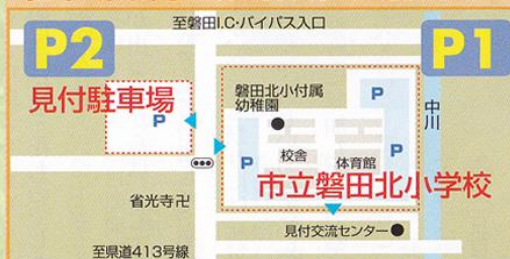 至磐田I.C・バイパス入口
P2
P1
見付駐車場
P
磐田北小付属
幼稚園
P
中川
校舎
体育館
P
P
市立磐田北小学校
省光寺卍
見付交流センター
至県道413号線